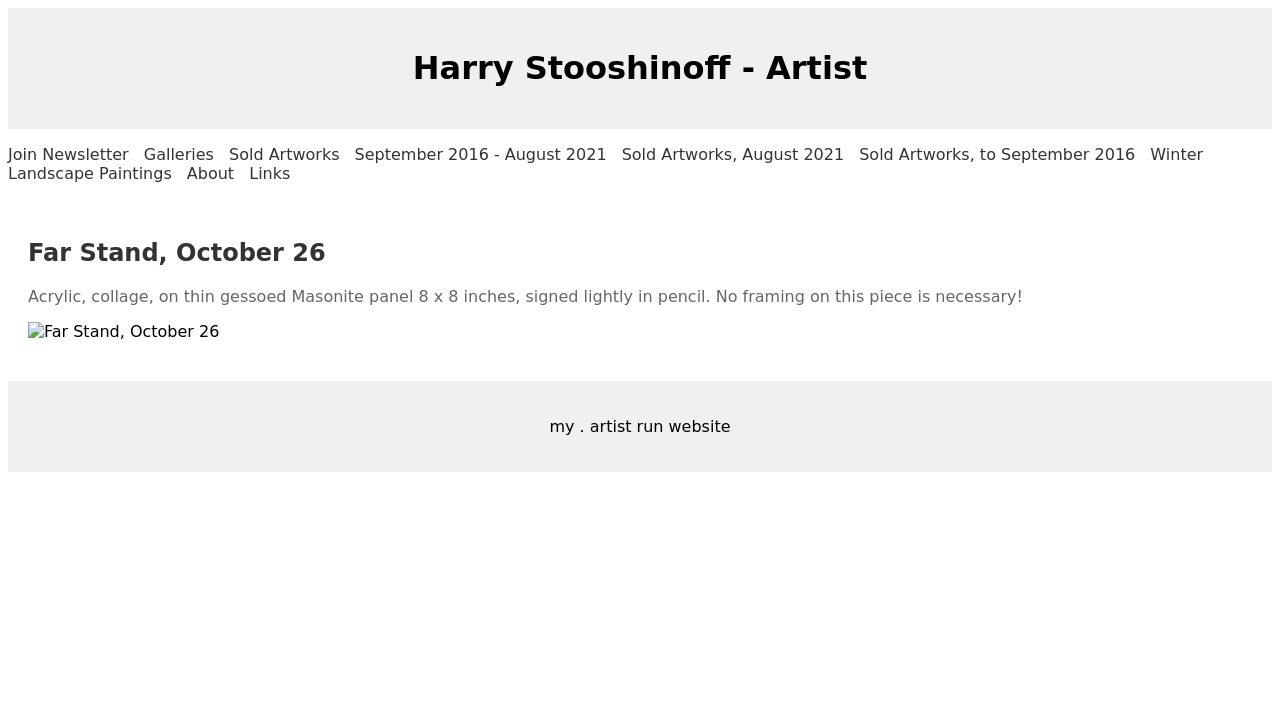 Harry Stooshinoff - Artist
Join Newsletter Galleries Sold Artworks September 2016 - August 2021 Sold Artworks, August 2021 Sold Artworks, to September 2016 Winter
Landscape Paintings About Links
Far Stand, October 26
Acrylic, collage, on thin gessoed Masonite panel 8 x 8 inches, signed lightly in pencil. No framing on this piece is necessary!
Far Stand, October 26
my . artist run website